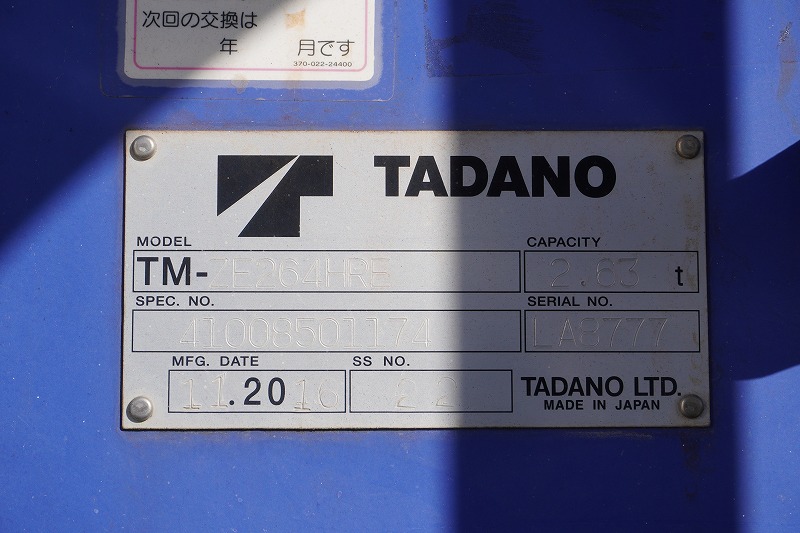 次回の交換は
年 月です
370-022-24400
TADANO
MODEL CAPACITY
TM-ZE264HRE 2.63 t
SPEC. NO. SERIAL NO.
41008501174 LA8777
MFG. DATE SS NO.
11.2016 22 TADANO LTD.
MADE IN JAPAN